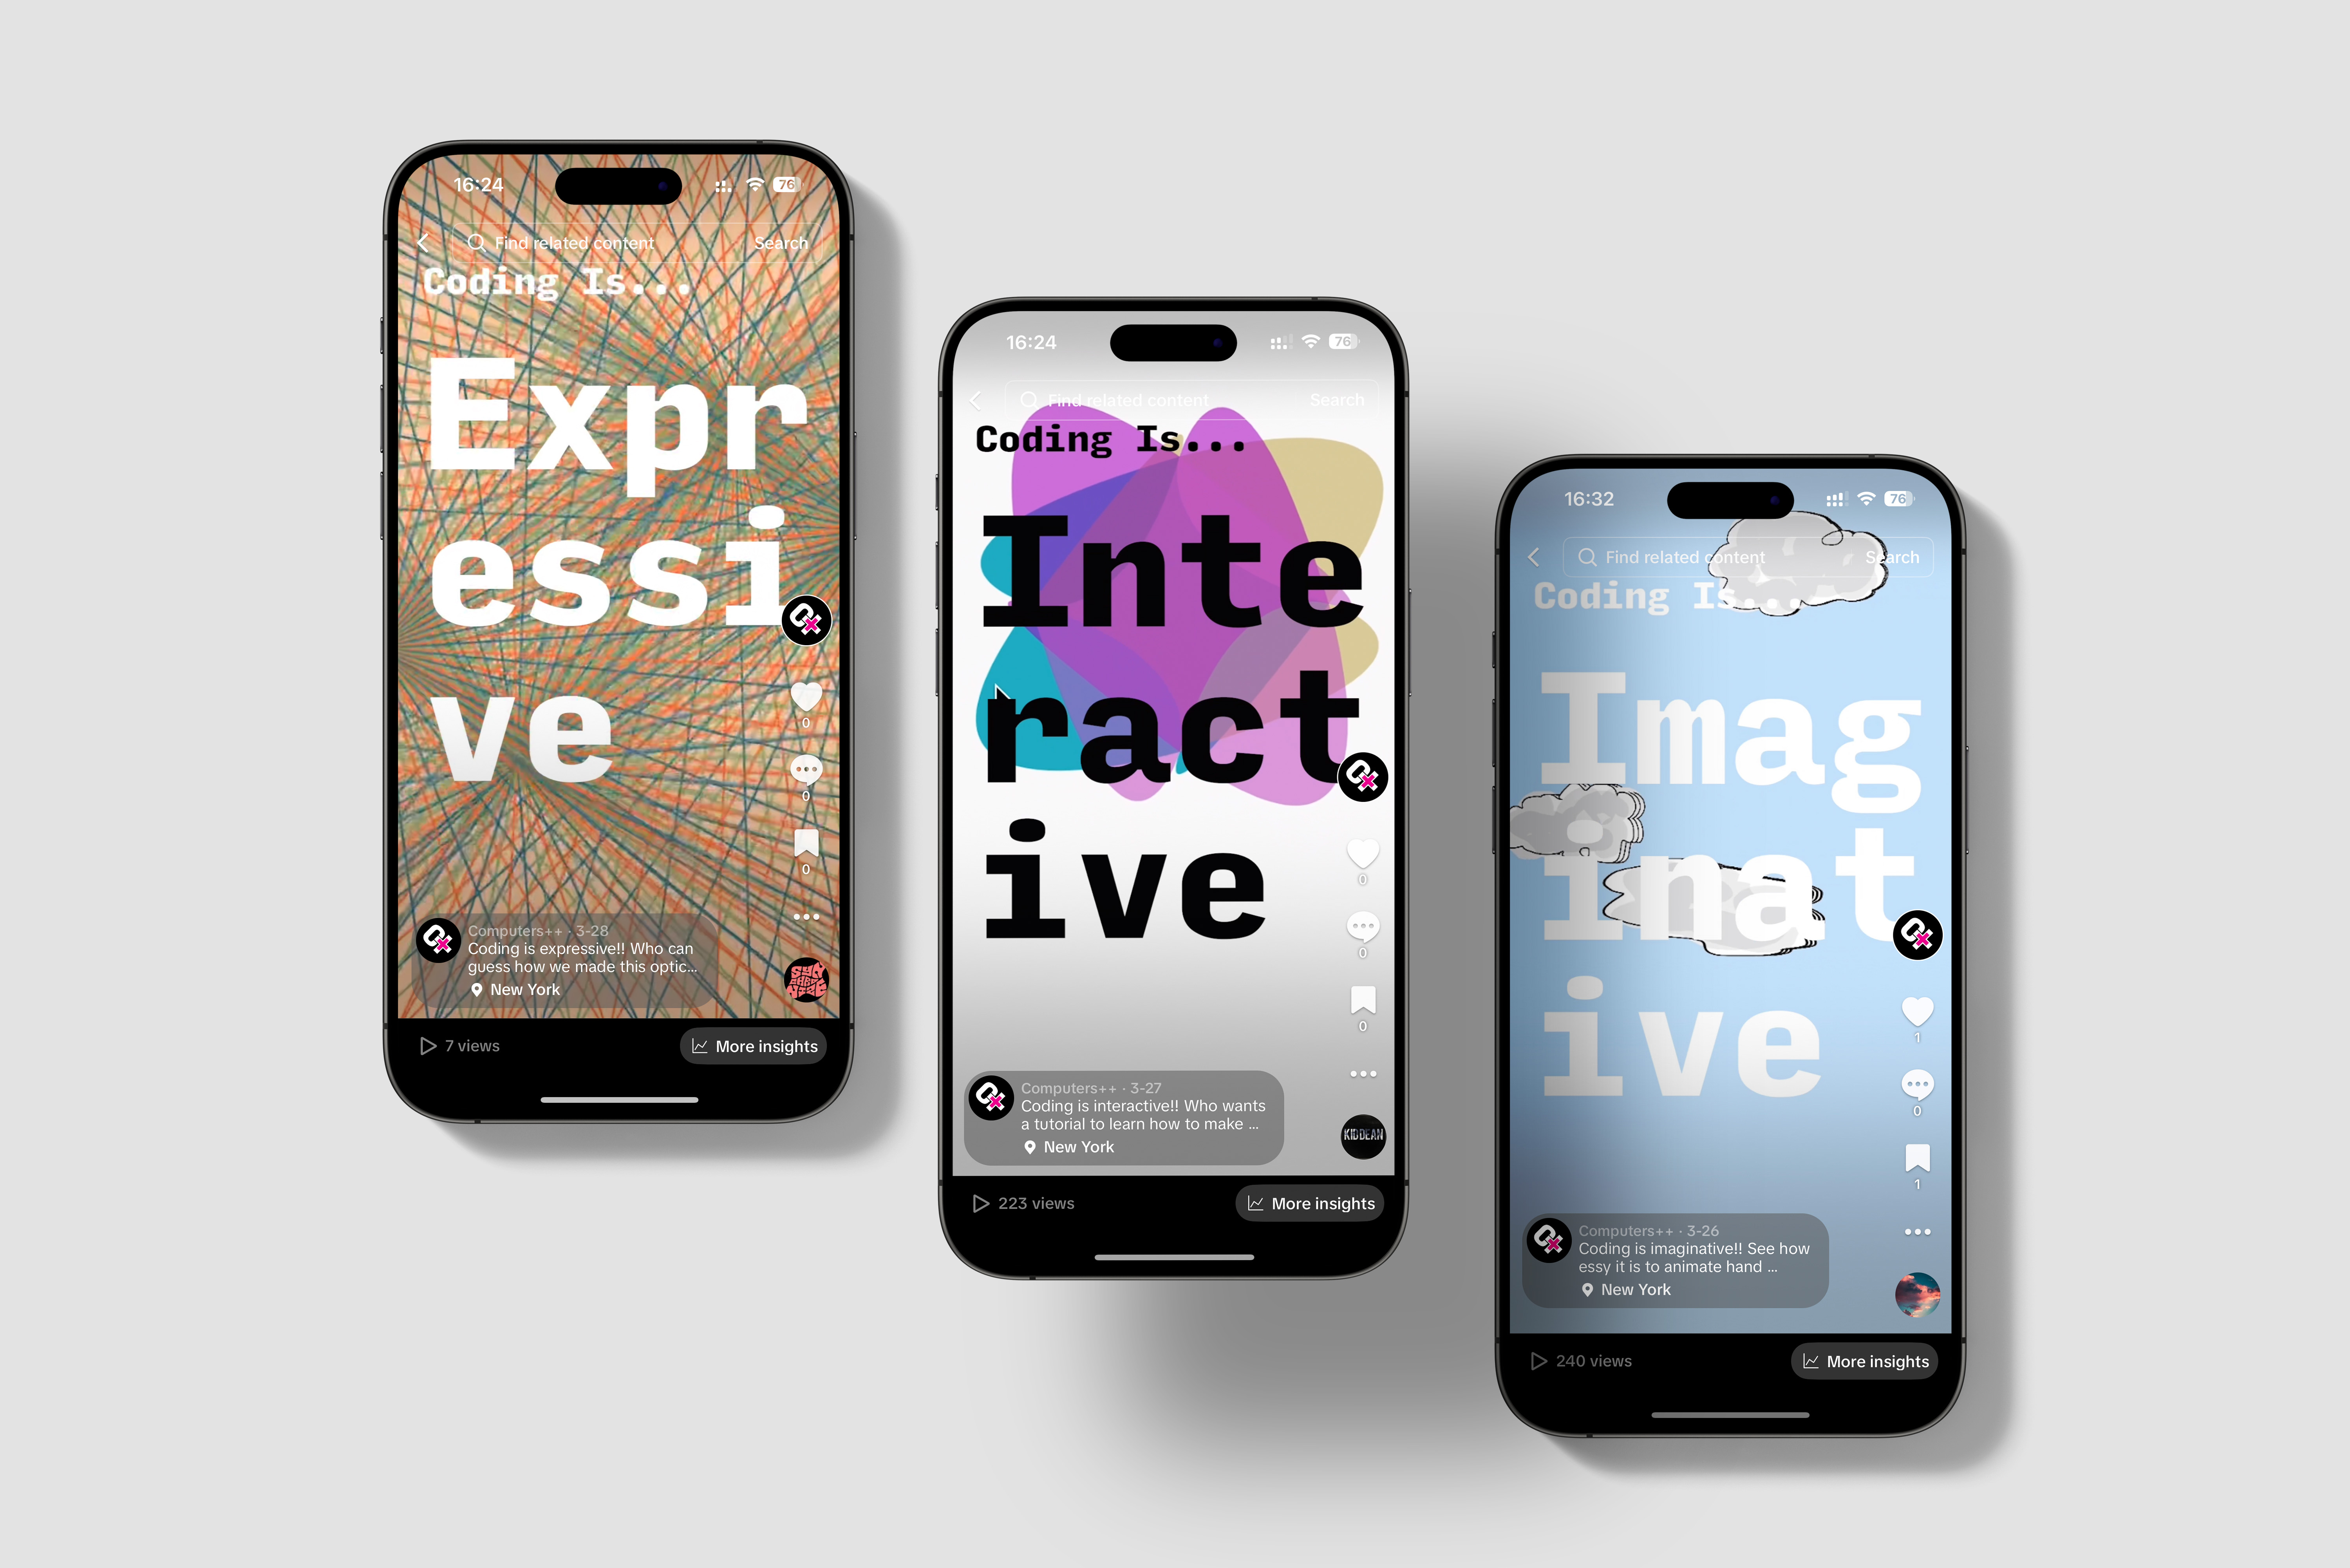 16:24
76
Find related content
Search
Coding Is...
Expr
essi
ve
0
0
0
Computers++ · 3-28
Coding is expressive!! Who can
guess how we made this optic...
New York
7 views
More insights
16:24
76
Find related content
Search
Coding Is...
Inte
ract
ive
0
0
0
Computers++ · 3-27
Coding is interactive!! Who wants
a tutorial to learn how to make ...
New York
KIDDEAN
223 views
More insights
16:32
76
Find related content
Search
Coding Is...
Imag
inat
ive
1
0
1
Computers++ · 3-26
Coding is imaginative!! See how
essy it is to animate hand ...
New York
240 views
More insights